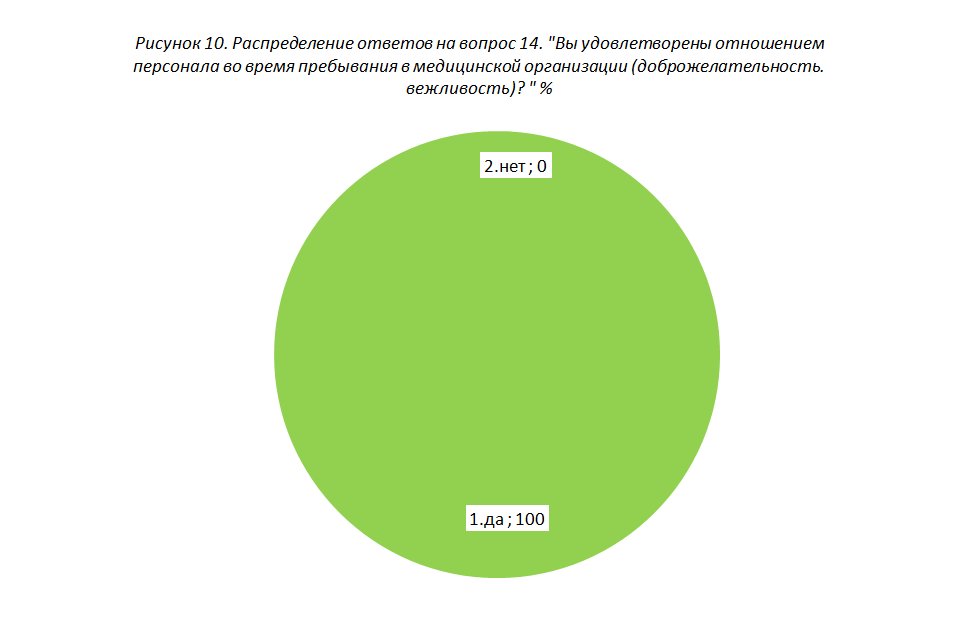 Рисунок 10. Распределение ответов на вопрос 14. "Вы удовлетворены отношением
персонала во время пребывания в медицинской организации (доброжелательность.
вежливость)? " %
2.нет ; 0
1.да ; 100